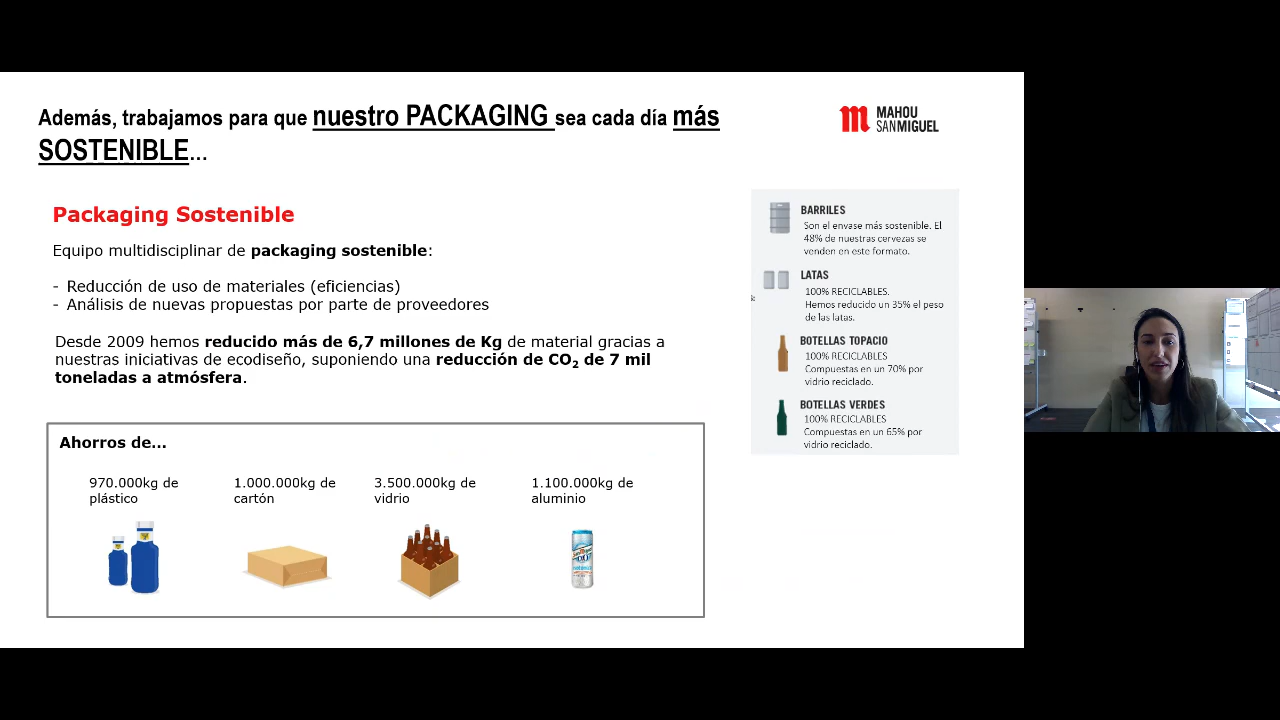 Además, trabajamos para que nuestro PACKAGING sea cada día más
SOSTENIBLE...
MAHOU
SANMIGUEL
Packaging Sostenible
Equipo multidisciplinar de packaging sostenible:
- Reducción de uso de materiales (eficiencias)
- Análisis de nuevas propuestas por parte de proveedores
Desde 2009 hemos reducido más de 6,7 millones de Kg de material gracias a
nuestras iniciativas de ecodiseño, suponiendo una reducción de CO2 de 7 mil
toneladas a atmósfera.
Ahorros de...
970.000kg de
plástico
1.000.000kg de
cartón
3.500.000kg de
vidrio
1.100.000kg de
aluminio
BARRILES
Son el envase más sostenible. El
48% de nuestras cervezas se
venden en este formato.
LATAS
100% RECICLABLES.
Hemos reducido un 35% el peso
de las latas.
BOTELLAS TOPACIO
100% RECICLABLES
Compuestas en un 70% por
vidrio reciclado.
BOTELLAS VERDES
100% RECICLABLES
Compuestas en un 65% por
vidrio reciclado.